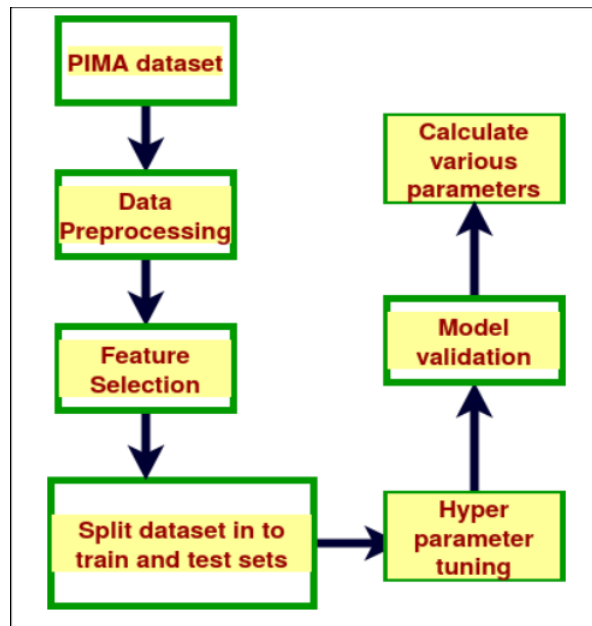 PIMA dataset
Data
Preprocessing
Feature
Selection
Split dataset in to
train and test sets
Hyper
parameter
tuning
Model
validation
Calculate
various
parameters